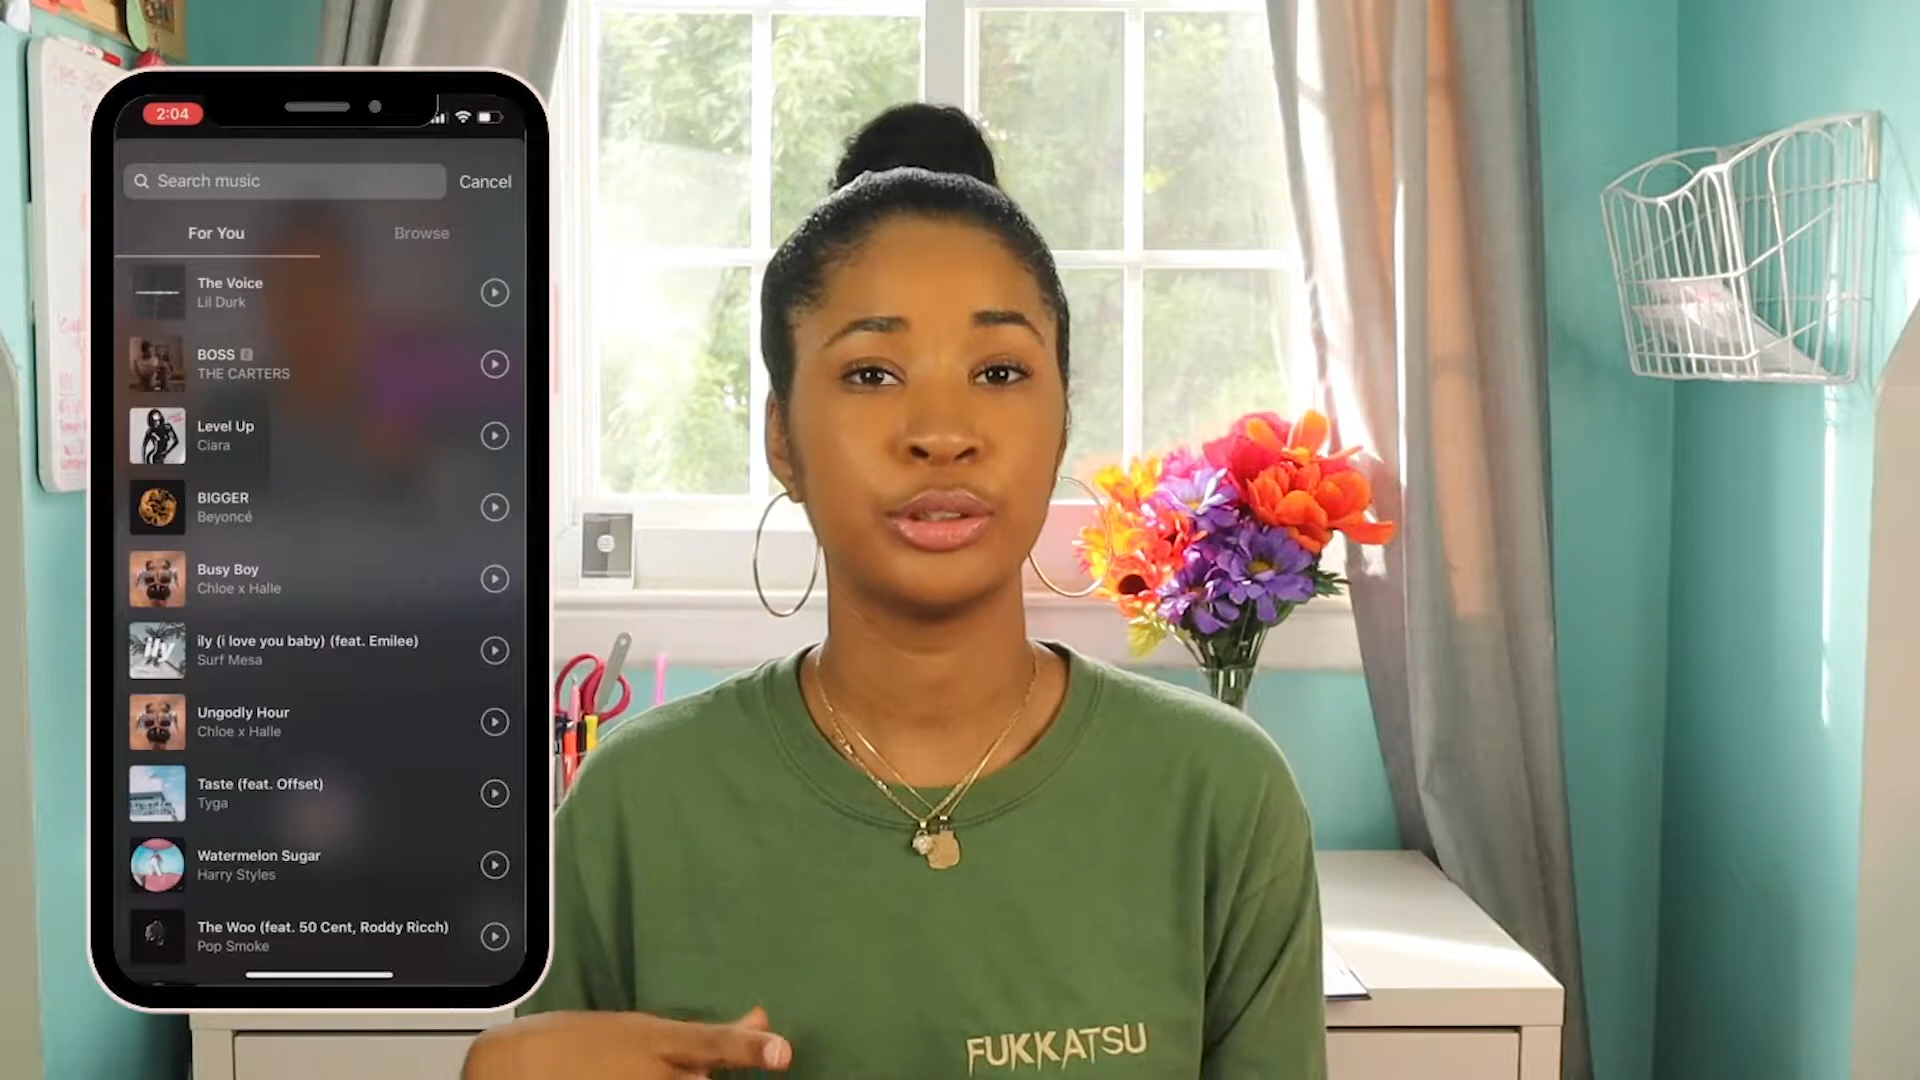 2:04
Search music
Cancel
For You
Browse
The Voice
Lil Durk
BOSS E
THE CARTERS
Level Up
Ciara
BIGGER
Beyoncé
Busy Boy
Chloe x Halle
ily (i love you baby) (feat. Emilee)
Surf Mesa
ily
Ungodly Hour
Chloe x Halle
Taste (feat. Offset)
Tyga
Watermelon Sugar
Harry Styles
The Woo (feat. 50 Cent, Roddy Ricch)
Pop Smoke
FUKKATSU